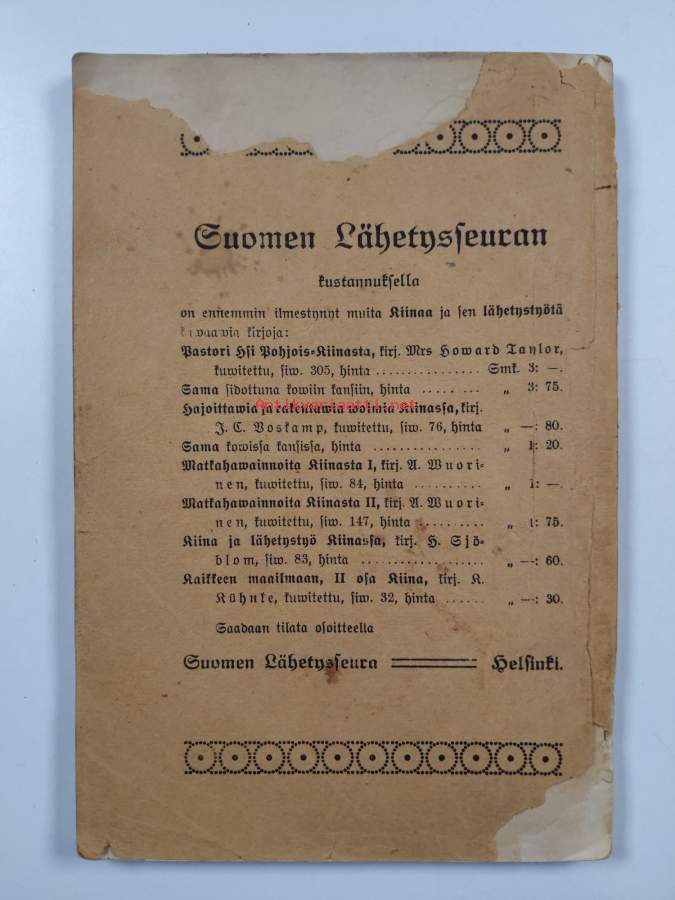 Suomen Lähetysseuran
kustannuksella
on ennemmin ilmestynyt muita Kiinaa ja sen lähetystyötä
kuwaawia kirjoja:
Pastori Hsi Pohjois-Kiinasta, kirj. Mrs Howard Taylor,
kuwitettu, siw. 305, hinta ................ Smk. 3: —.
Sama sidottuna kowiin kansiin, hinta ........ „ 3: 75.
Hajoittawia ja rakentawia woimia Kiinassa, kirj.
Antikvariaatti.net
J. C. Voskamp, kuwitettu, siw. 76, hinta „ —: 80.
Sama kowissa kansissa, hinta ................. „ 1: 20.
Matkahawainnoita Kiinasta I, kirj. A. Wuori-
nen, kuwitettu, siw. 84, hinta .......... „ 1: —.
Matkahawainnoita Kiinasta II, kirj. A. Wuori-
nen, kuwitettu, siw. 147, hinta .......... „ 1: 75.
Kiina ja lähetystyö Kiinassa, kirj. H. Sjö-
blom, siw. 83, hinta .................. „ —: 60.
Kaikkeen maailmaan, II osa Kiina, kirj. K.
Kühnke, kuwitettu, siw. 32, hinta ...... „ —: 30.
Saadaan tilata osoitteella
Suomen Lähetysseura Helsinki.